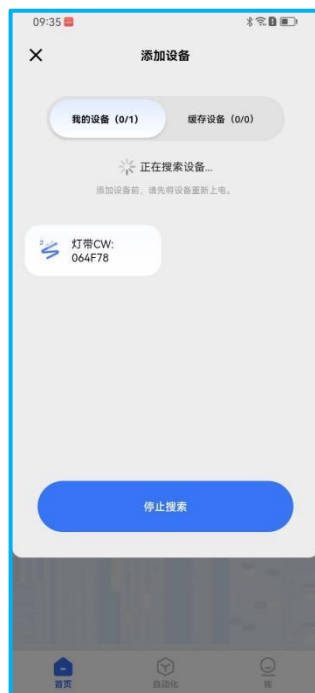 09:35
添加设备
我的设备（0/1）
缓存设备（0/0）
正在搜索设备...
添加设备前，请先将设备重新上电。
灯带CW:
064F78
停止搜索
首页
自动化
我